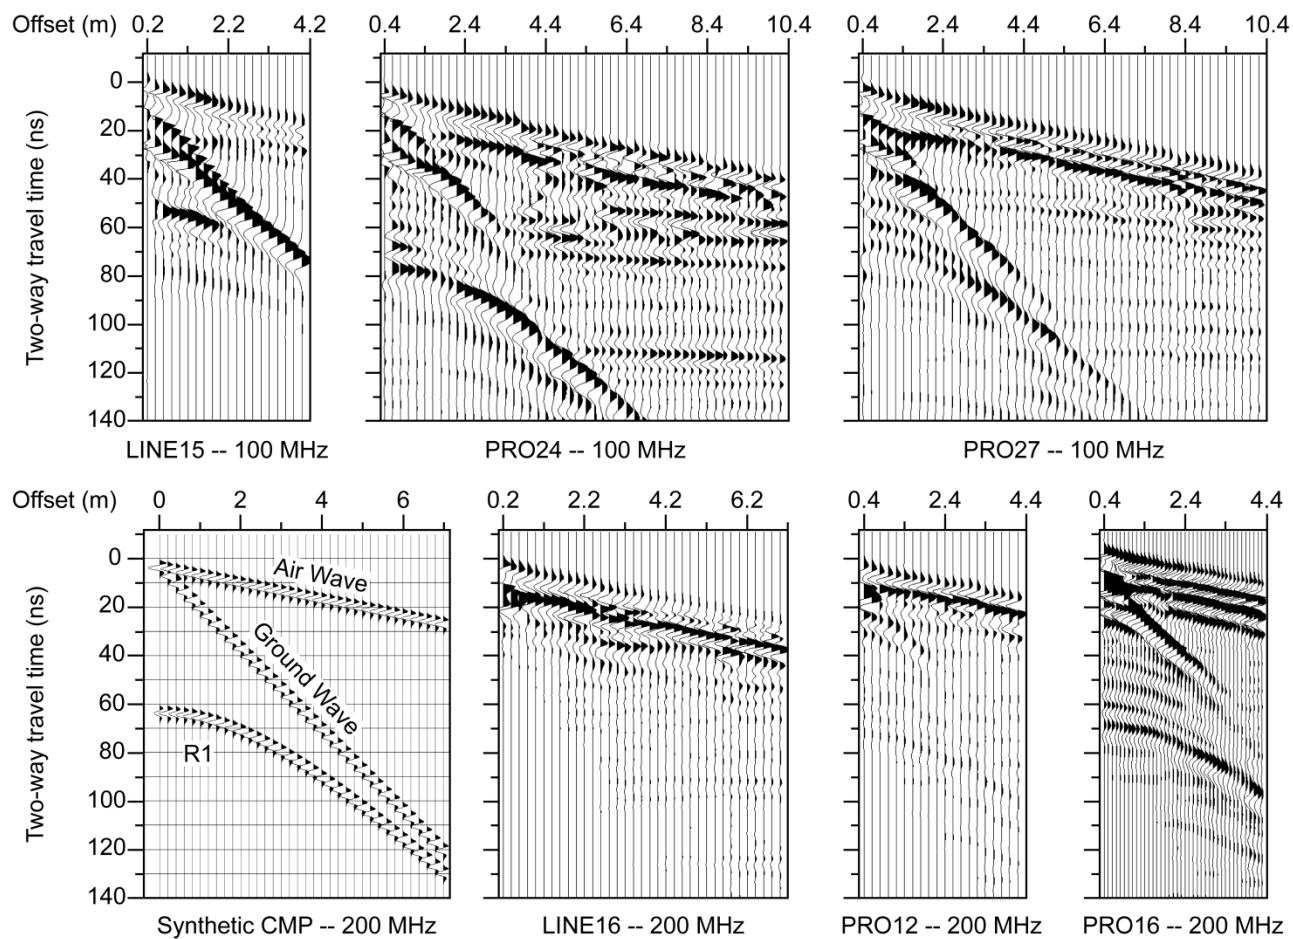 Offset (m) 0.2 2.2 4.2 0.4 2.4 4.4 6.4 8.4 10.4 0.4 2.4 4.4 6.4 8.4 10.4
Two-way travel time (ns)
0
20
40
60
80
100
120
140
LINE15 -- 100 MHz PRO24 -- 100 MHz PRO27 -- 100 MHz
Offset (m) 0 2 4 6 0.2 2.2 4.2 6.2 0.4 2.4 4.4 0.4 2.4 4.4
Two-way travel time (ns)
0
20
40
60
80
100
120
140
Air Wave
Ground Wave
R1
Synthetic CMP -- 200 MHz LINE16 -- 200 MHz PRO12 -- 200 MHz PRO16 -- 200 MHz